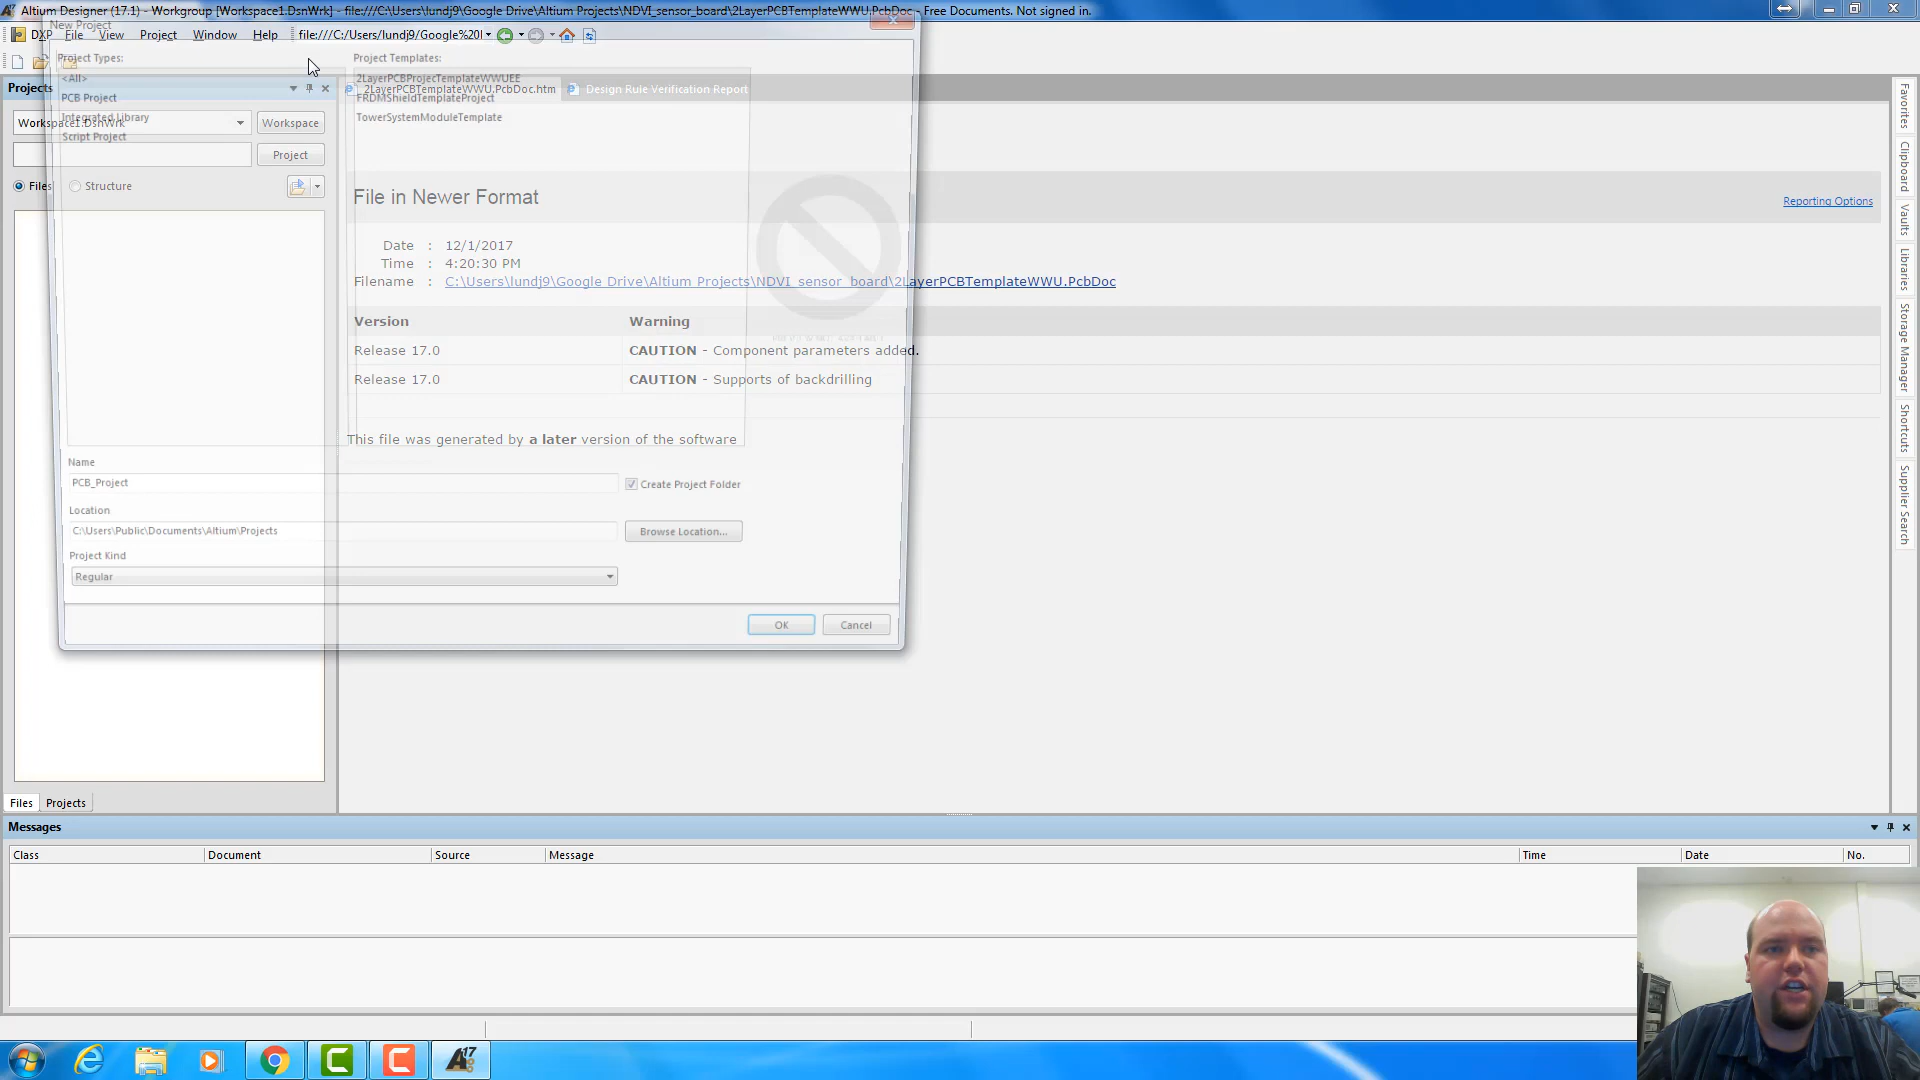 Altium Designer (17.1) - Workgroup [Workspace1.DsnWrk] - file:///C:\Users\lundj9\Google Drive\Altium Projects\NDVI_sensor_board\2LayerPCBTemplateWWU.PcbDoc - Free Documents. Not signed in.
New Project
DXP File View Project Window Help file:///C:/Users/lundj9/Google%20I
Project Types:
Project Templates:
<All>
PCB Project
Integrated Library
Script Project
2LayerPCBProjecTemplateWWUEE
FRDMShieldTemplateProject
TowerSystemModuleTemplate
Projects
2LayerPCBTemplateWWU.PcbDoc.htm
Design Rule Verification Report
Workspace1.DsnWrk
Workspace
Project
Files
Structure
File in Newer Format
Reporting Options
Date : 12/1/2017
Time : 4:20:30 PM
Filename : C:\Users\lundj9\Google Drive\Altium Projects\NDVI_sensor_board\2LayerPCBTemplateWWU.PcbDoc
Version Warning
Release 17.0 CAUTION - Component parameters added.
Release 17.0 CAUTION - Supports of backdrilling
This file was generated by a later version of the software
Name
PCB_Project
Create Project Folder
Location
C:\Users\Public\Documents\Altium\Projects
Browse Location...
Project Kind
Regular
OK Cancel
Favorites
Clipboard
Vaults
Libraries
Storage Manager
Shortcuts
Supplier Search
Files Projects
Messages
Class Document Source Message Time Date No.
17